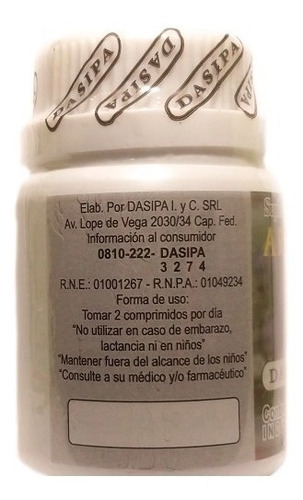 DASIPA
DASIPA
DASIPA
Elab. Por DASIPA I. y C. SRL
Av. Lope de Vega 2030/34 Cap. Fed.
Información al consumidor
0810-222- DASIPA
3 2 7 4
R.N.E.: 01001267 - R.N.P.A.: 01049234
Forma de uso:
Tomar 2 comprimidos por día
“No utilizar en caso de embarazo,
lactancia ni en niños”
“Mantener fuera del alcance de los niños”
“Consulte a su médico y/o farmacéutico”